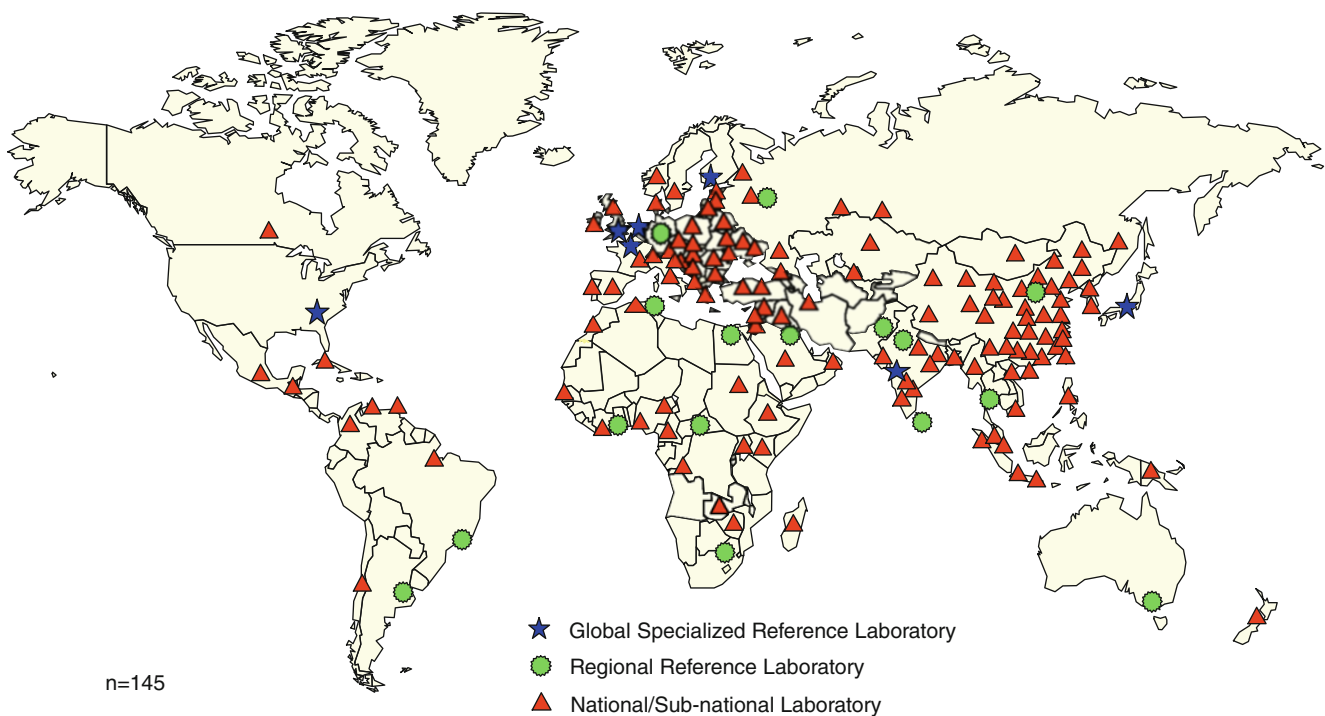 Global Specialized Reference Laboratory
Regional Reference Laboratory
n=145
National/Sub-national Laboratory